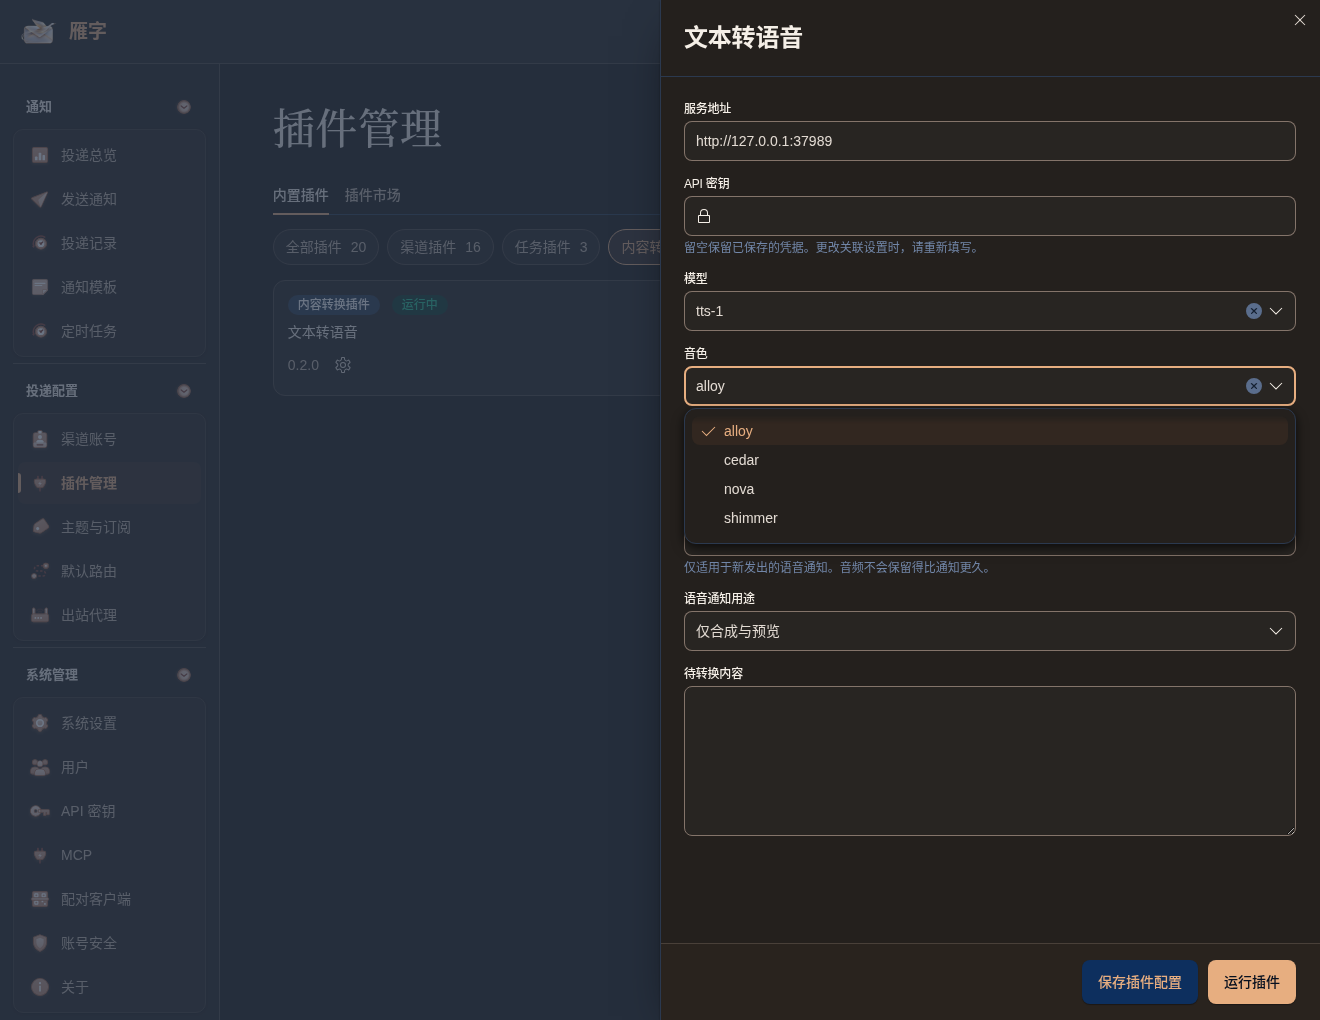 雁字
通知
投递总览
发送通知
投递记录
通知模板
定时任务
投递配置
渠道账号
插件管理
主题与订阅
默认路由
出站代理
系统管理
系统设置
用户
API 密钥
MCP
配对客户端
账号安全
关于
插件管理
内置插件 插件市场
全部插件 20 渠道插件 16 任务插件 3 内容转
内容转换插件 运行中
文本转语音
0.2.0
文本转语音
服务地址
http://127.0.0.1:37989
API 密钥
留空保留已保存的凭据。更改关联设置时，请重新填写。
模型
tts-1
音色
alloy
alloy
cedar
nova
shimmer
仅适用于新发出的语音通知。音频不会保留得比通知更久。
语音通知用途
仅合成与预览
待转换内容
保存插件配置 运行插件